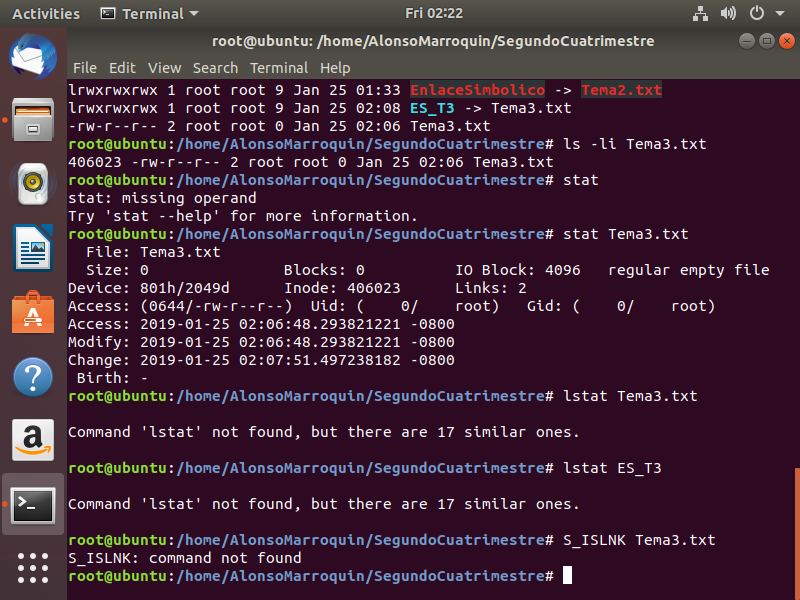 Activities Terminal Fri 02:22
root@ubuntu: /home/AlonsoMarroquin/SegundoCuatrimestre
File Edit View Search Terminal Help
lrwxrwxrwx 1 root root 9 Jan 25 01:33 EnlaceSimbolico -> Tema2.txt
lrwxrwxrwx 1 root root 9 Jan 25 02:08 ES_T3 -> Tema3.txt
-rw-r--r-- 2 root root 0 Jan 25 02:06 Tema3.txt
root@ubuntu:/home/AlonsoMarroquin/SegundoCuatrimestre# ls -li Tema3.txt
406023 -rw-r--r-- 2 root root 0 Jan 25 02:06 Tema3.txt
root@ubuntu:/home/AlonsoMarroquin/SegundoCuatrimestre# stat
stat: missing operand
Try 'stat --help' for more information.
root@ubuntu:/home/AlonsoMarroquin/SegundoCuatrimestre# stat Tema3.txt
  File: Tema3.txt
  Size: 0               Blocks: 0          IO Block: 4096   regular empty file
Device: 801h/2049d      Inode: 406023      Links: 2
Access: (0644/-rw-r--r--)  Uid: (    0/    root)   Gid: (    0/    root)
Access: 2019-01-25 02:06:48.293821221 -0800
Modify: 2019-01-25 02:06:48.293821221 -0800
Change: 2019-01-25 02:07:51.497238182 -0800
 Birth: -
root@ubuntu:/home/AlonsoMarroquin/SegundoCuatrimestre# lstat Tema3.txt
Command 'lstat' not found, but there are 17 similar ones.
root@ubuntu:/home/AlonsoMarroquin/SegundoCuatrimestre# lstat ES_T3
Command 'lstat' not found, but there are 17 similar ones.
root@ubuntu:/home/AlonsoMarroquin/SegundoCuatrimestre# S_ISLNK Tema3.txt
S_ISLNK: command not found
root@ubuntu:/home/AlonsoMarroquin/SegundoCuatrimestre#